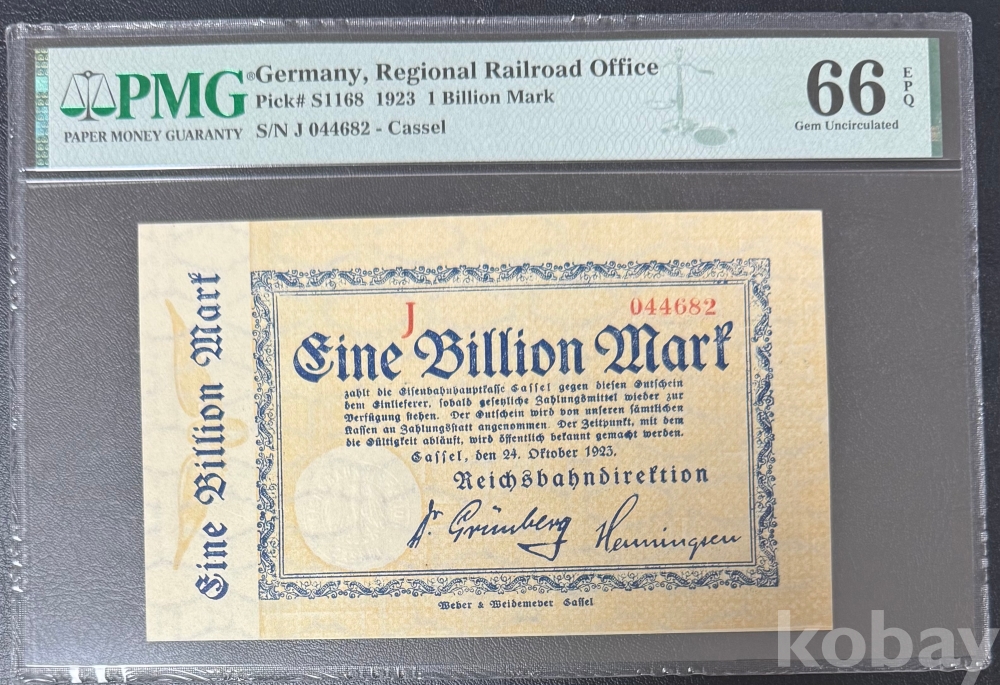 PMG®
PAPER MONEY GUARANTY
Germany, Regional Railroad Office
Pick# S1168 1923 1 Billion Mark
S/N J 044682 - Cassel
66
EPQ
Gem Uncirculated
Eine Billion Mark
J
044682
Eine Billion Mark
zahlt die Eisenbahnhauptkasse Cassel gegen diesen Gutschein
dem Einlieferer, sobald gesetzliche Zahlungsmittel wieder zur
Verfügung stehen. Der Gutschein wird von unseren sämtlichen
Kassen an Zahlungsstatt angenommen. Der Zeitpunkt, mit dem
die Gültigkeit abläuft, wird öffentlich bekannt gemacht werden.
Cassel, den 24. Oktober 1923.
Reichsbahndirektion
Dr. Grünberg
Henningsen
Weber & Weidemeyer Cassel
kobay